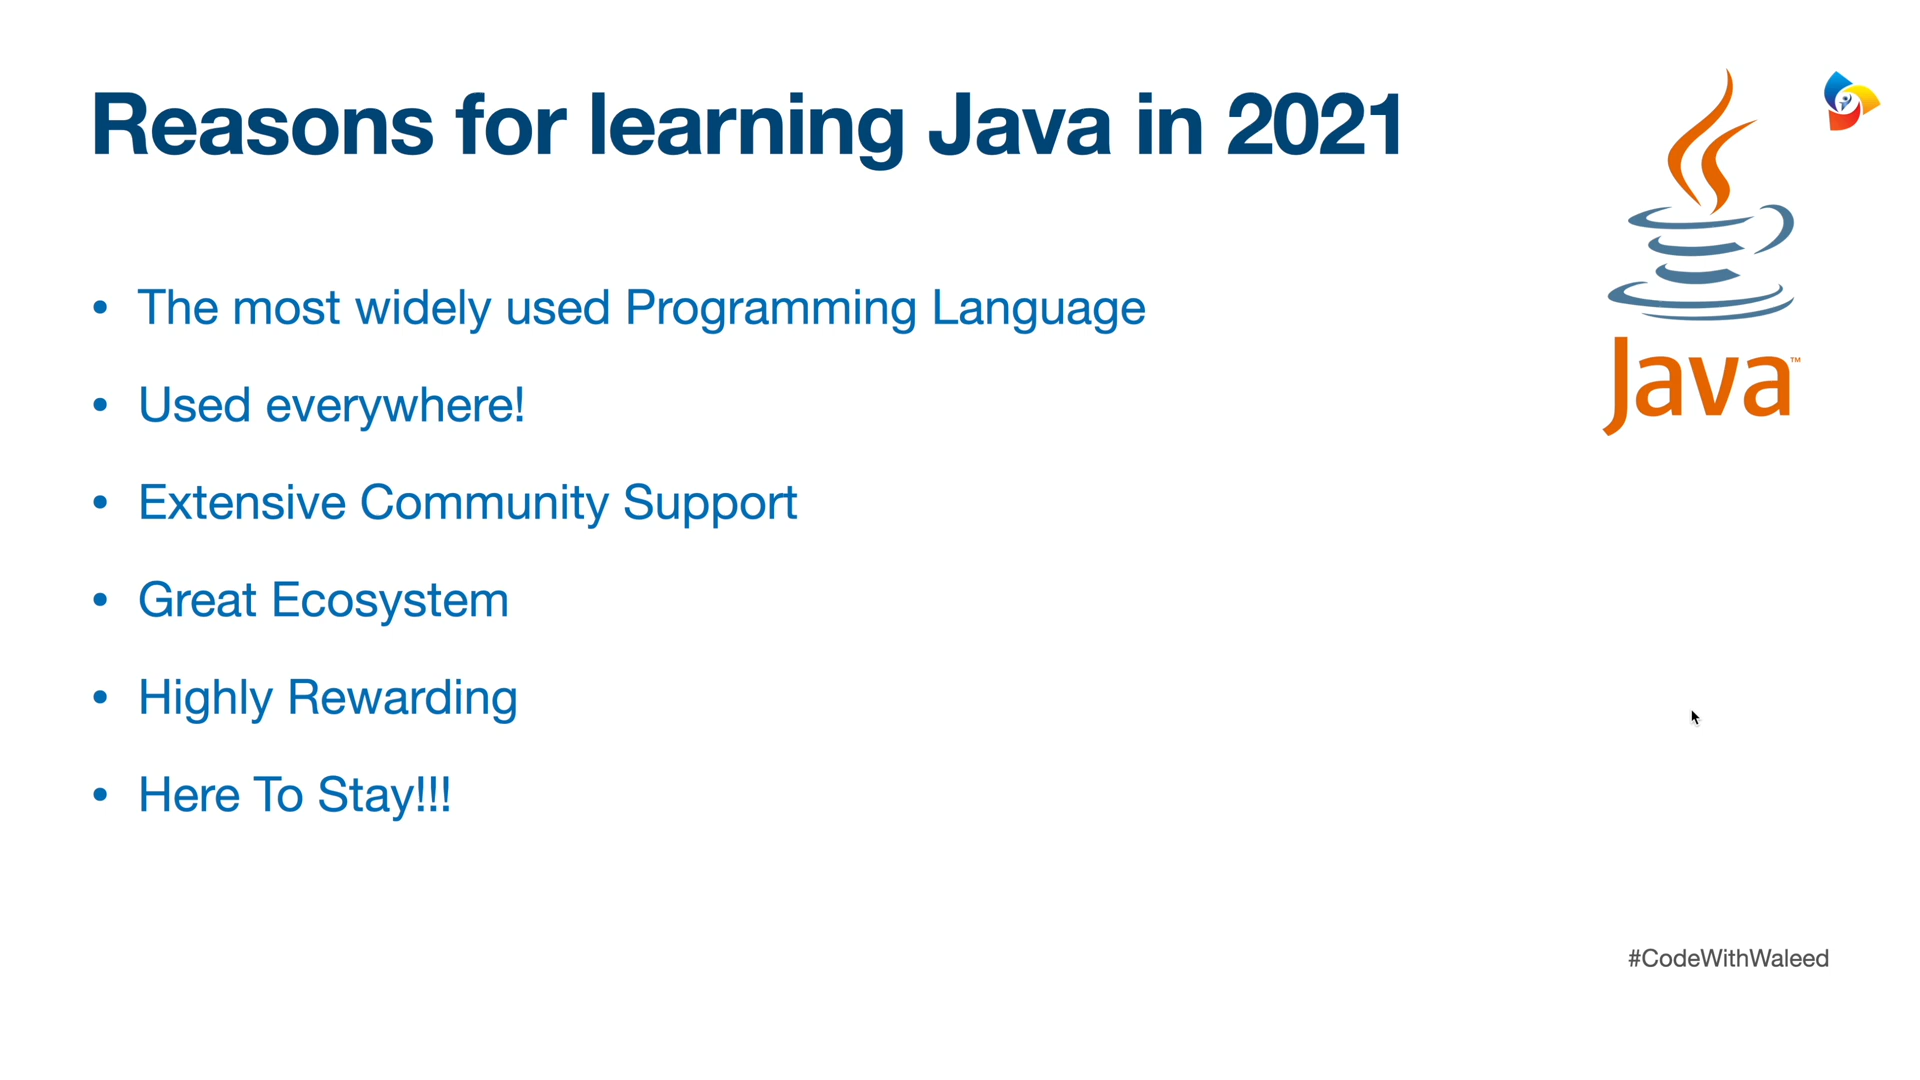 Reasons for learning Java in 2021
• The most widely used Programming Language
• Used everywhere!
• Extensive Community Support
• Great Ecosystem
• Highly Rewarding
• Here To Stay!!!
Java™
#CodeWithWaleed